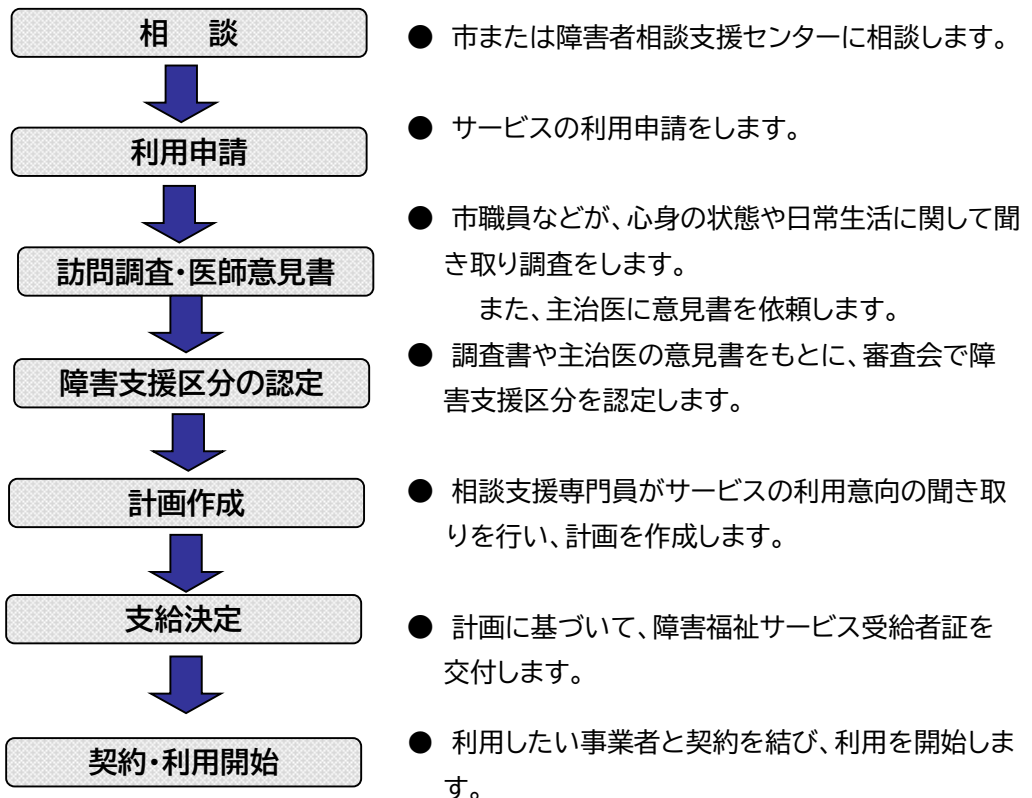 相　談
● 市または障害者相談支援センターに相談します。
利用申請
● サービスの利用申請をします。
訪問調査・医師意見書
● 市職員などが、心身の状態や日常生活に関して聞
き取り調査をします。
また、主治医に意見書を依頼します。
障害支援区分の認定
● 調査書や主治医の意見書をもとに、審査会で障
害支援区分を認定します。
計画作成
● 相談支援専門員がサービスの利用意向の聞き取
りを行い、計画を作成します。
支給決定
● 計画に基づいて、障害福祉サービス受給者証を
交付します。
契約・利用開始
● 利用したい事業者と契約を結び、利用を開始しま
す。